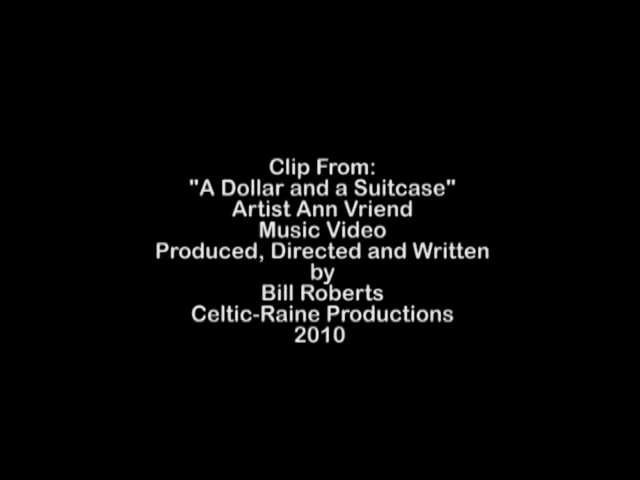 Clip From:
"A Dollar and a Suitcase"
Artist Ann Vriend
Music Video
Produced, Directed and Written
by
Bill Roberts
Celtic-Raine Productions
2010